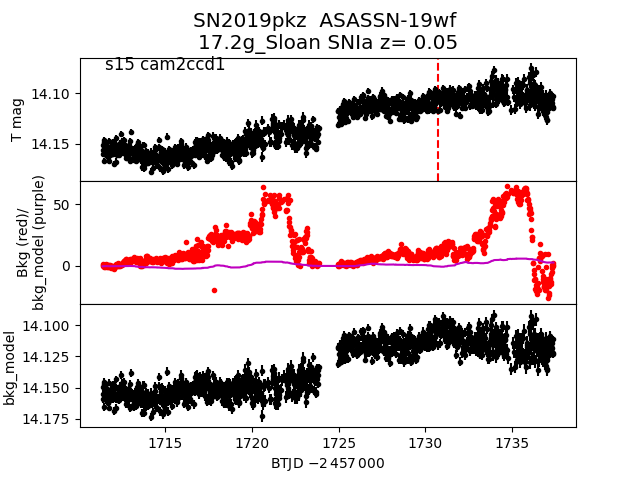 SN2019pkz  ASASSN-19wf
17.2g_Sloan SNIa z= 0.05
s15 cam2ccd1
T mag
14.10
14.15
Bkg (red)/
bkg_model (purple)
50
0
bkg_model
14.100
14.125
14.150
14.175
1715 1720 1725 1730 1735
BTJD −2 457 000